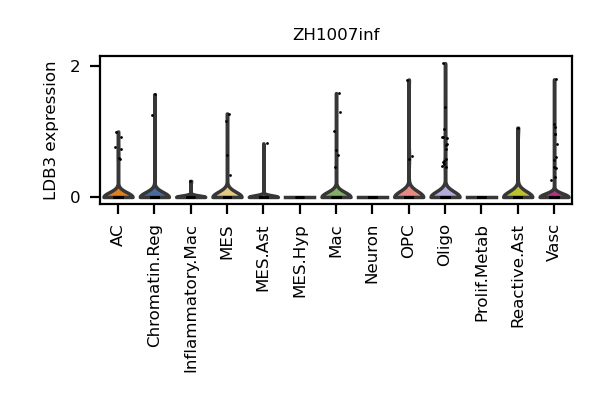 ZH1007inf
LDB3 expression
2
0
AC
Chromatin.Reg
Inflammatory.Mac
MES
MES.Ast
MES.Hyp
Mac
Neuron
OPC
Oligo
Prolif.Metab
Reactive.Ast
Vasc